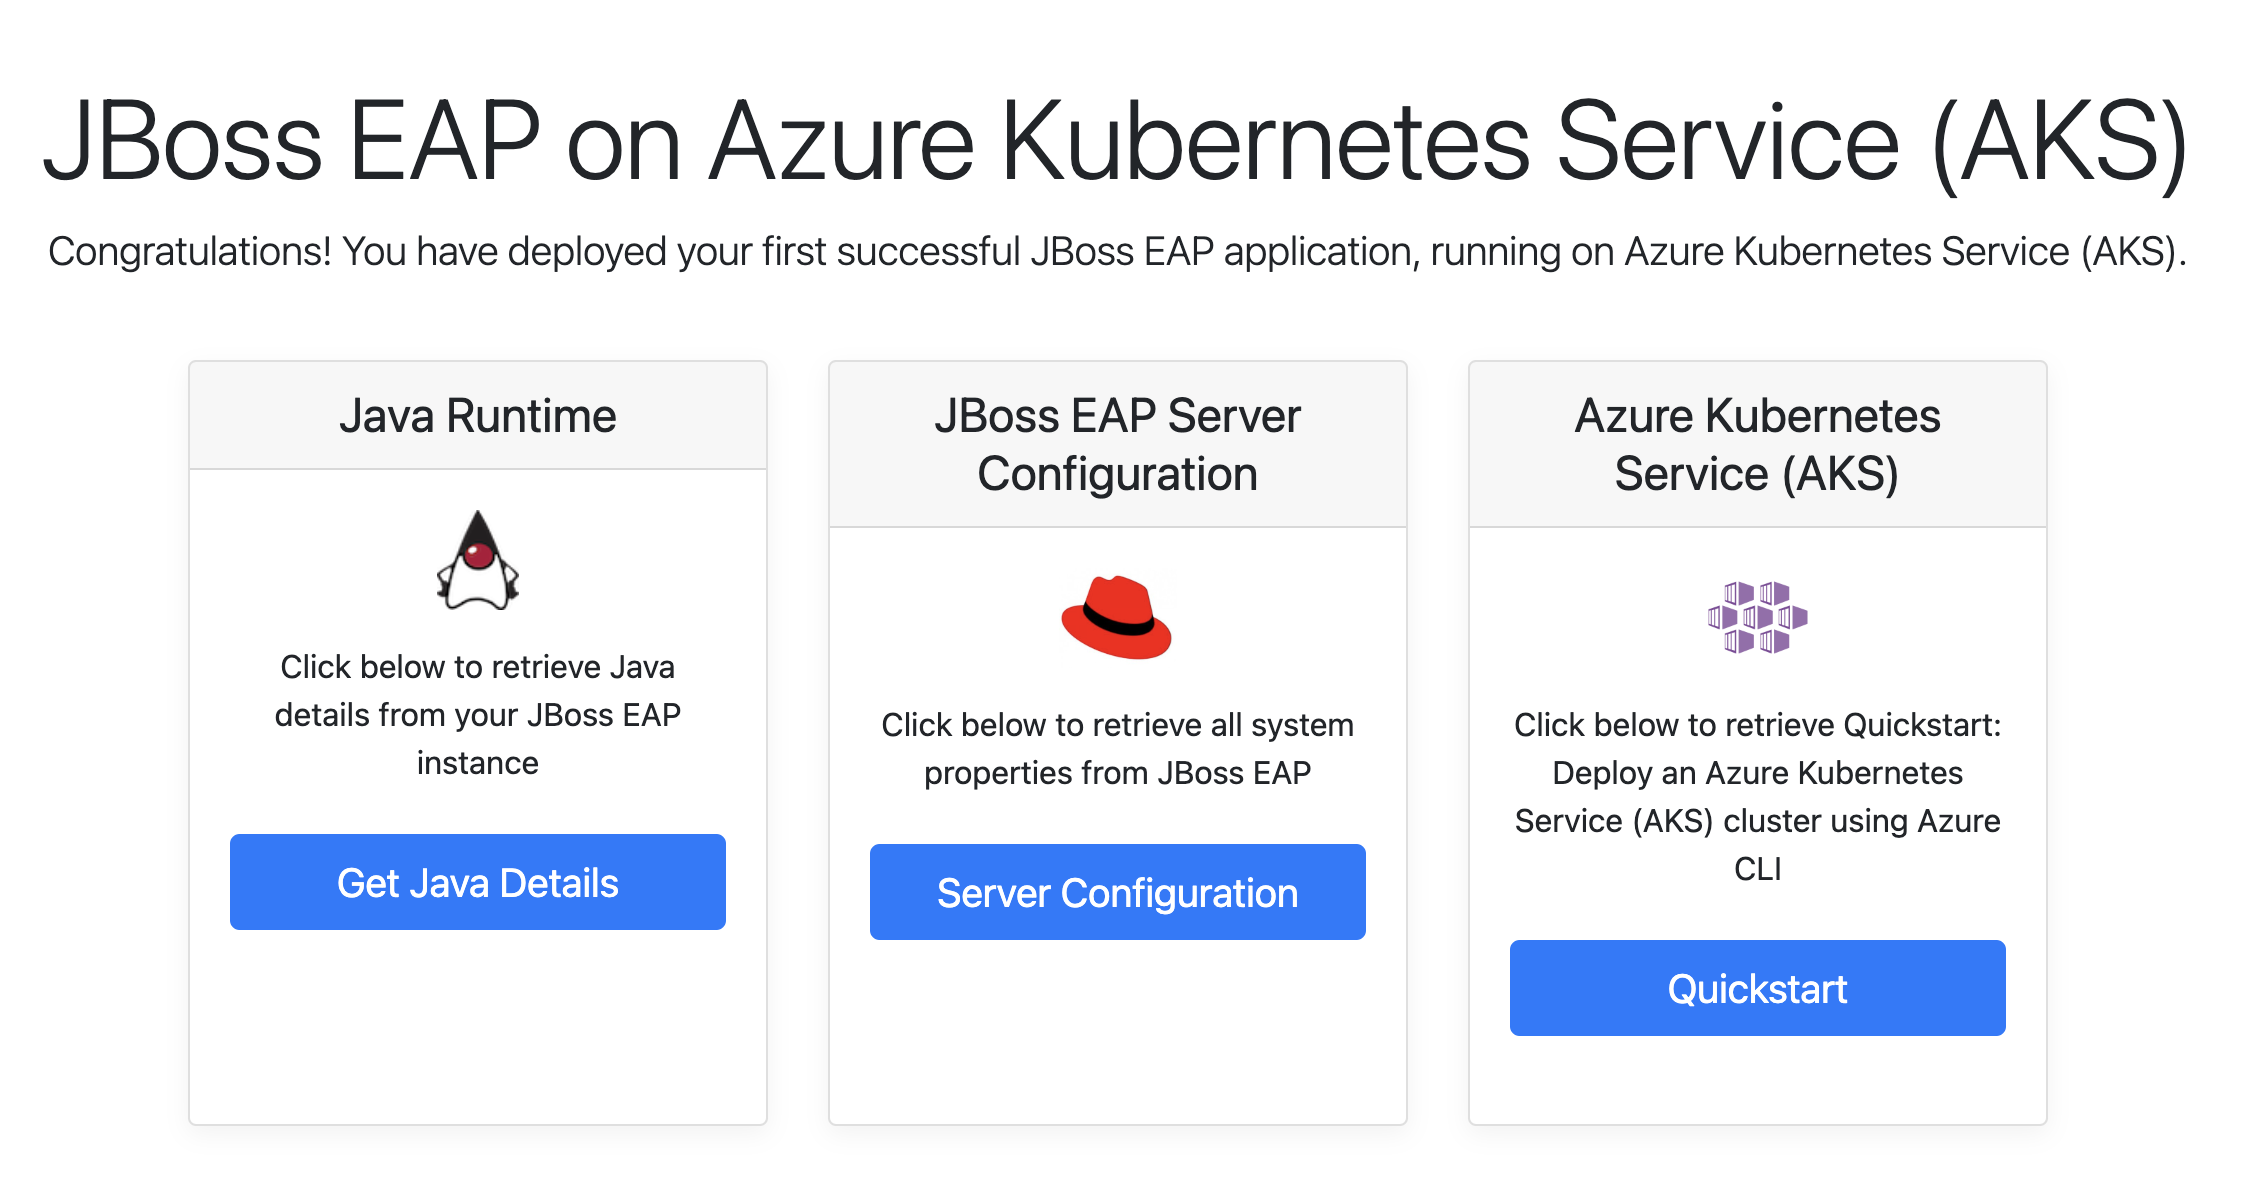 JBoss EAP on Azure Kubernetes Service (AKS)
Congratulations! You have deployed your first successful JBoss EAP application, running on Azure Kubernetes Service (AKS).
Java Runtime
Click below to retrieve Java
details from your JBoss EAP
instance
Get Java Details
JBoss EAP Server
Configuration
Click below to retrieve all system
properties from JBoss EAP
Server Configuration
Azure Kubernetes
Service (AKS)
Click below to retrieve Quickstart:
Deploy an Azure Kubernetes
Service (AKS) cluster using Azure
CLI
Quickstart